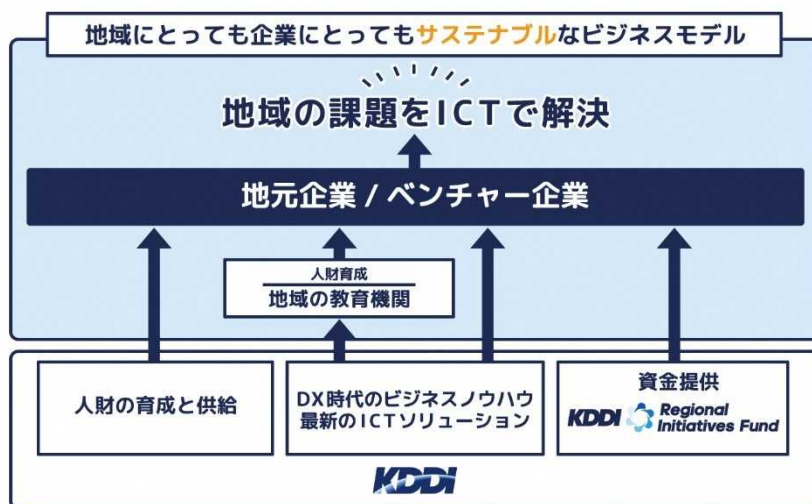 地域にとっても企業にとってもサステナブルなビジネスモデル
地域の課題をICTで解決
地元企業 / ベンチャー企業
人財育成
地域の教育機関
人財の育成と供給
DX時代のビジネスノウハウ
最新のICTソリューション
資金提供
KDDI Regional
Initiatives Fund
KDDI